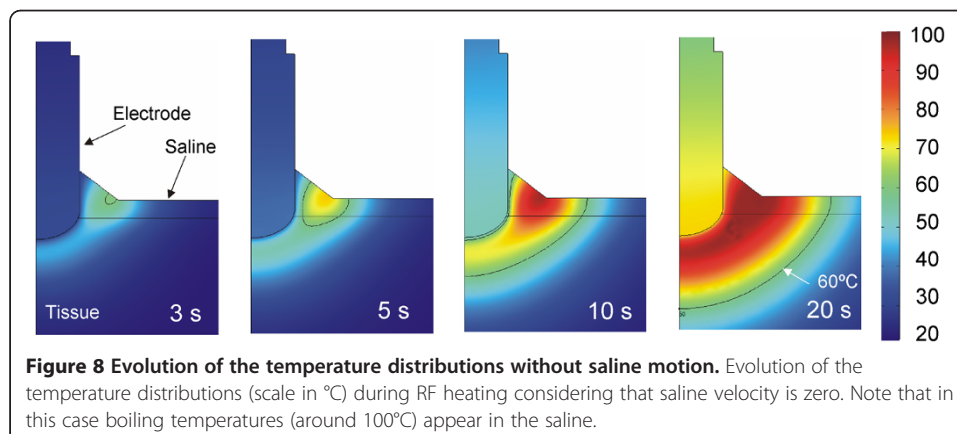 Electrode
Saline
Tissue
3 s
5 s
10 s
60ºC
20 s
100
90
80
70
60
50
40
30
20
Figure 8 Evolution of the temperature distributions without saline motion. Evolution of the
temperature distributions (scale in °C) during RF heating considering that saline velocity is zero. Note that in
this case boiling temperatures (around 100°C) appear in the saline.